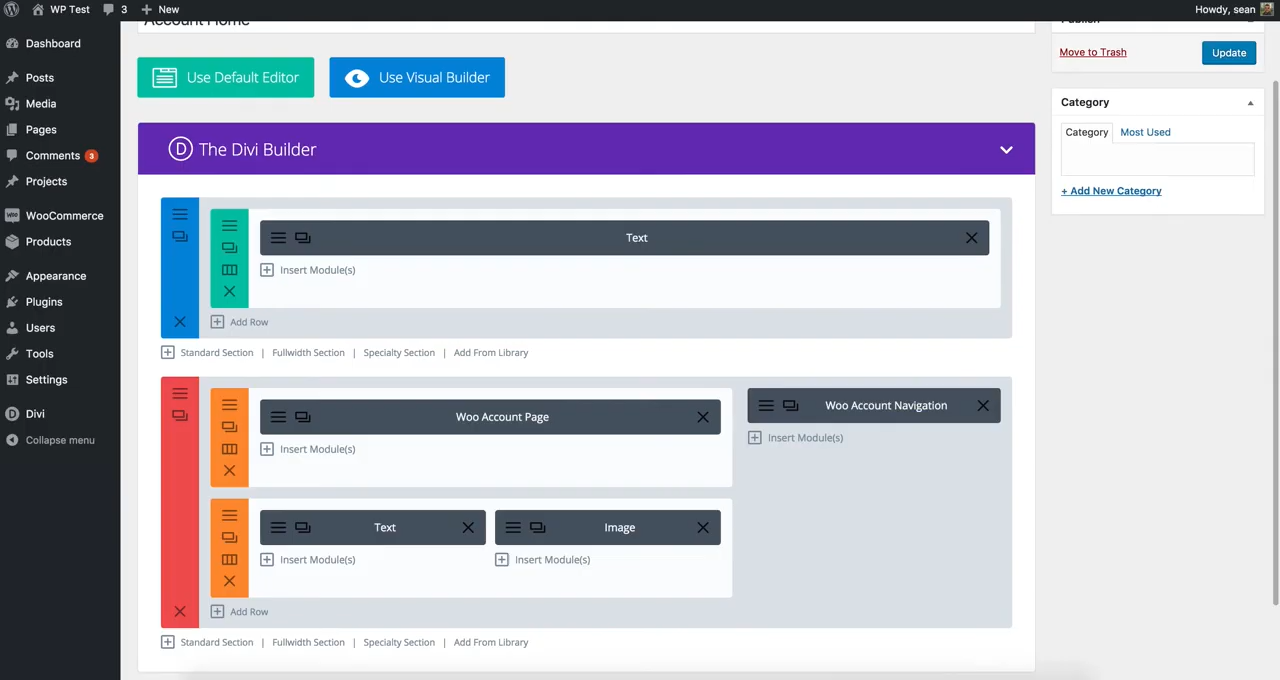 WP Test 3 New Howdy, sean
Account Home
Publish
Dashboard
Posts
Media
Pages
Comments 3
Projects
WooCommerce
Products
Appearance
Plugins
Users
Tools
Settings
Divi
Collapse menu
Use Default Editor Use Visual Builder
The Divi Builder
Text
Insert Module(s)
Add Row
Standard Section | Fullwidth Section | Specialty Section | Add From Library
Woo Account Page Woo Account Navigation
Insert Module(s) Insert Module(s)
Text Image
Insert Module(s) Insert Module(s)
Add Row
Standard Section | Fullwidth Section | Specialty Section | Add From Library
Move to Trash Update
Category
Category Most Used
+ Add New Category